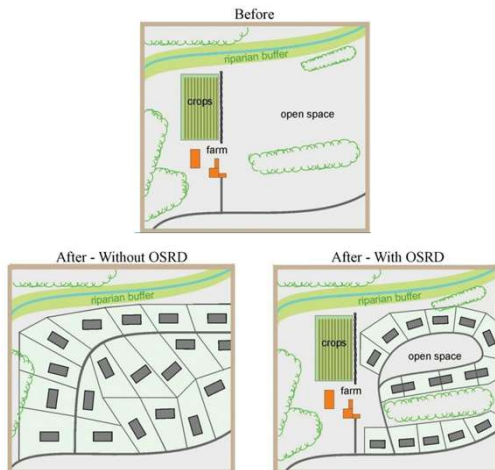 Before
riparian buffer
crops
open space
farm
After - Without OSRD
riparian buffer
After - With OSRD
riparian buffer
crops
open space
farm